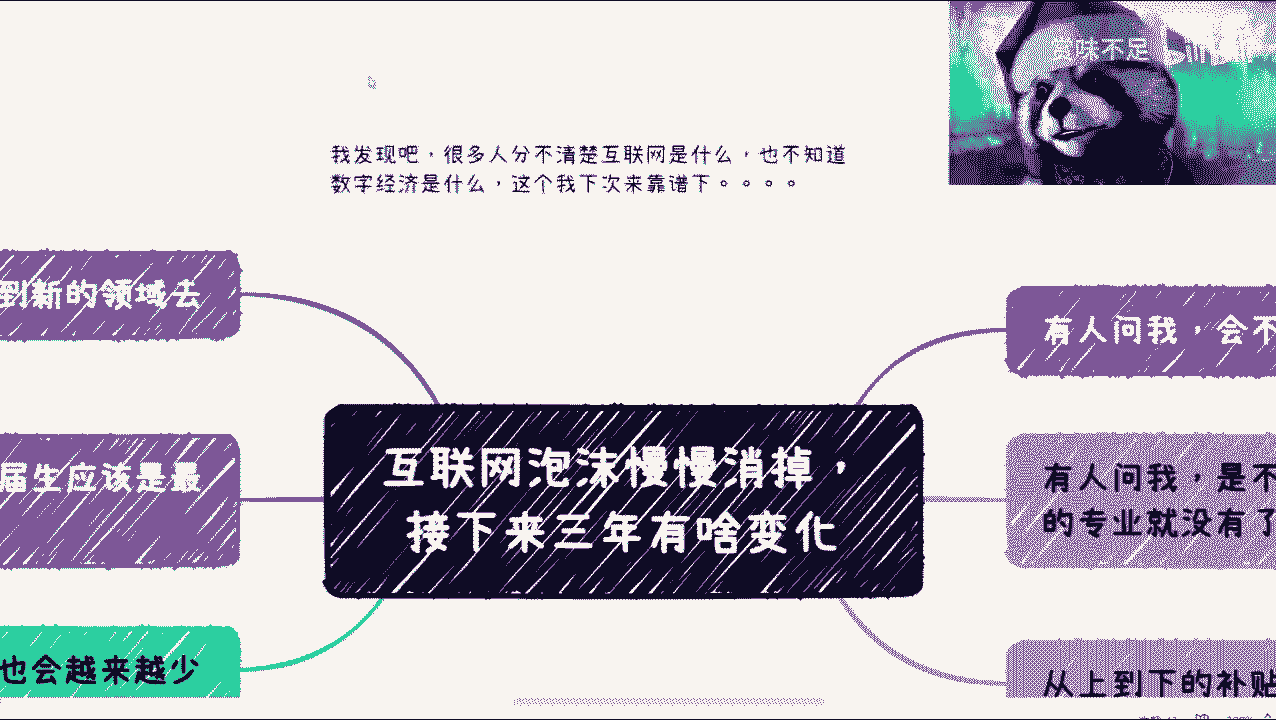 味不足
我发现吧，很多人分不清楚互联网是什么，也不知道
数字经济是什么，这个我下次来靠谱下。。。。
到新的领域去
有人问我，会不
互联网泡沫慢慢消掉，
接下来三年有啥变化
届生应该是最
有人问我，是不
的专业就没有了
也会越来越少
从上到下的补贴